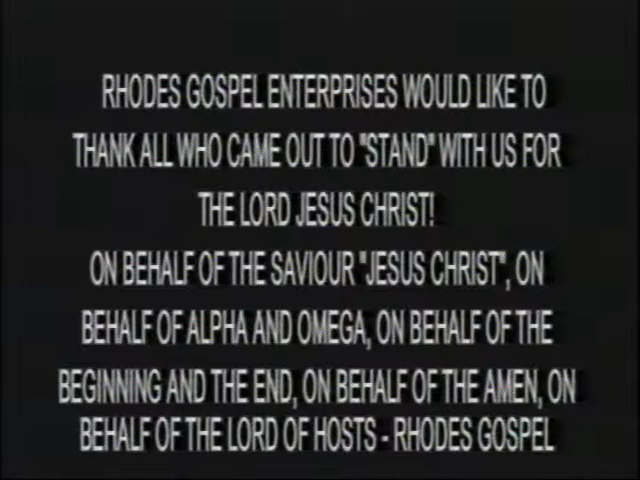 RHODES GOSPEL ENTERPRISES WOULD LIKE TO
THANK ALL WHO CAME OUT TO "STAND" WITH US FOR
THE LORD JESUS CHRIST!
ON BEHALF OF THE SAVIOUR "JESUS CHRIST", ON
BEHALF OF ALPHA AND OMEGA, ON BEHALF OF THE
BEGINNING AND THE END, ON BEHALF OF THE AMEN, ON
BEHALF OF THE LORD OF HOSTS - RHODES GOSPEL